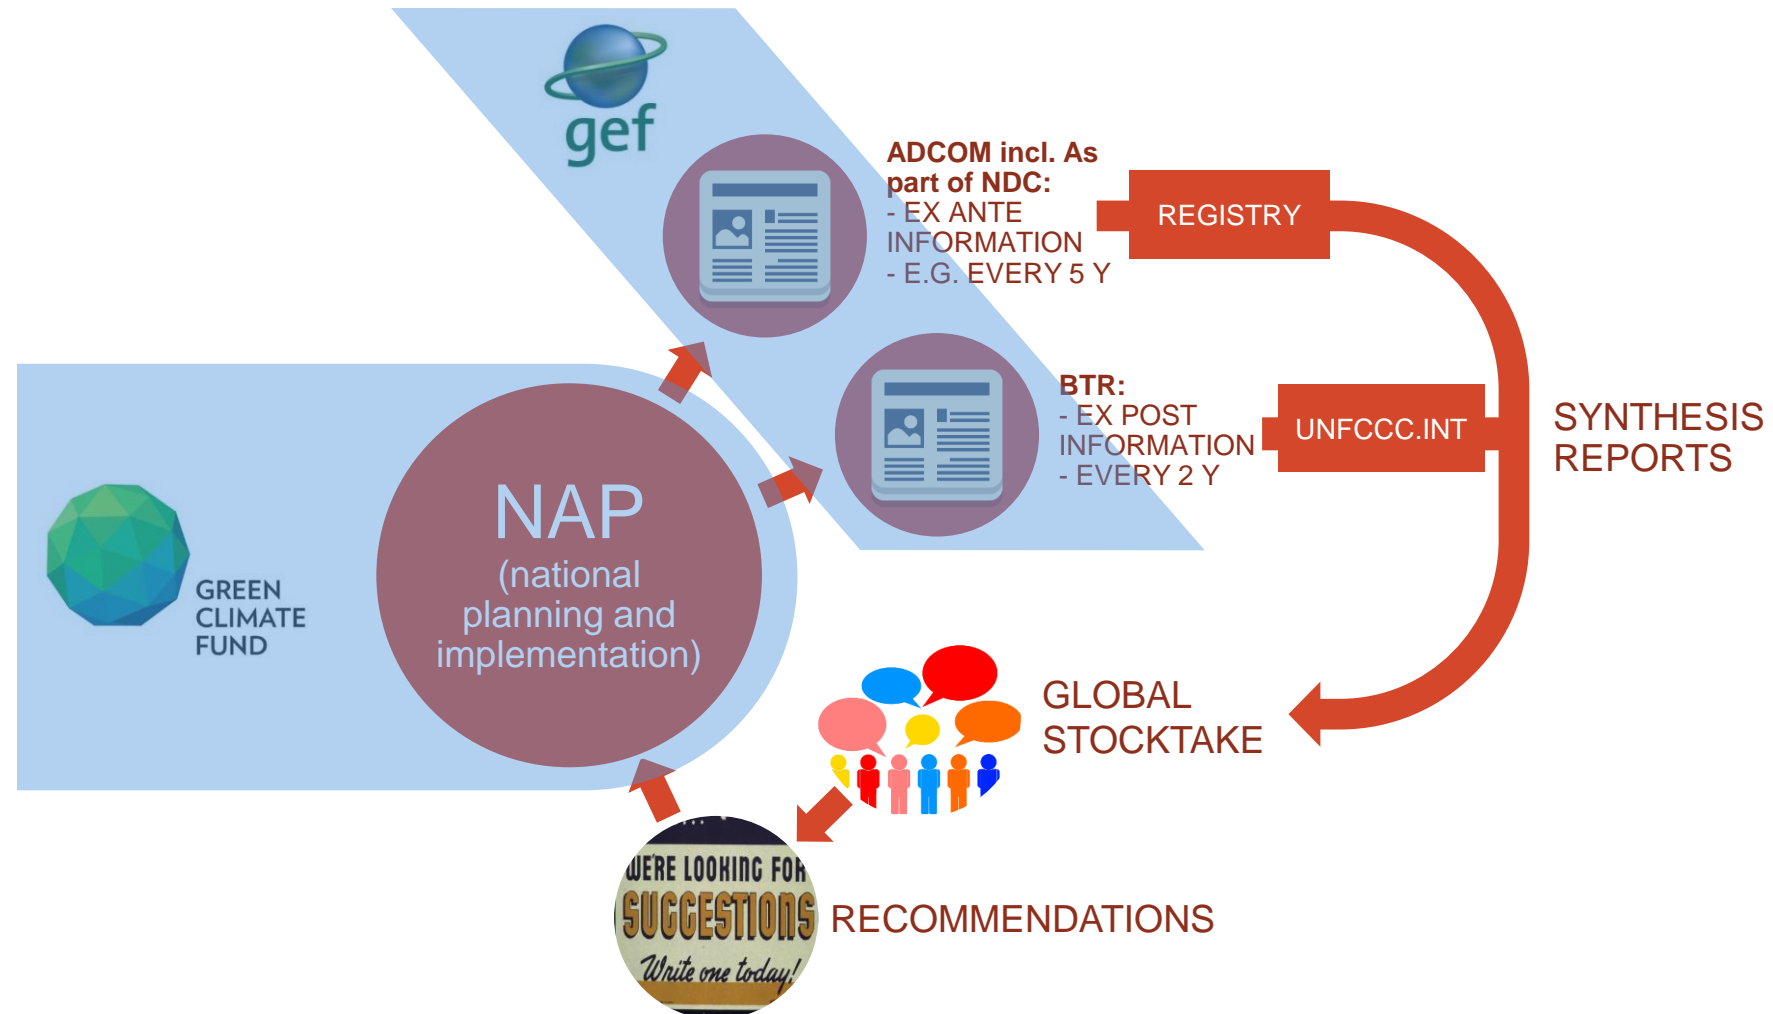 gef
ADCOM incl. As
part of NDC:
- EX ANTE
INFORMATION
- E.G. EVERY 5 Y
REGISTRY
BTR:
- EX POST
INFORMATION
- EVERY 2 Y
UNFCCC.INT
SYNTHESIS
REPORTS
GREEN
CLIMATE
FUND
NAP
(national
planning and
implementation)
GLOBAL
STOCKTAKE
WE'RE LOOKING FOR
SUGGESTIONS
Write one today!
RECOMMENDATIONS